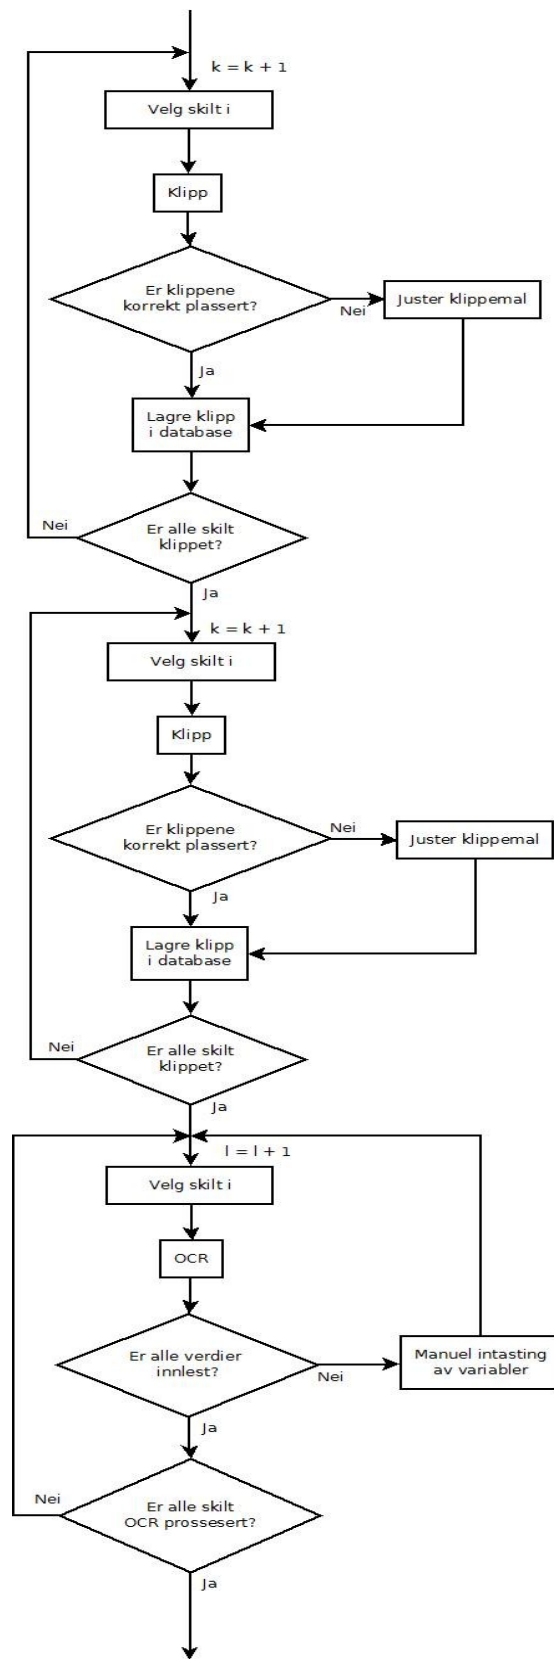 k = k + 1
Velg skilt i
Klipp
Er klippene
korrekt plassert?
Nei
Juster klippemal
Ja
Lagre klipp
i database
Nei
Er alle skilt
klippet?
Ja
k = k + 1
Velg skilt i
Klipp
Er klippene
korrekt plassert?
Nei
Juster klippemal
Ja
Lagre klipp
i database
Nei
Er alle skilt
klippet?
Ja
l = l + 1
Velg skilt i
OCR
Er alle verdier
innlest?
Nei
Manuel intasting
av variabler
Ja
Nei
Er alle skilt
OCR prossesert?
Ja